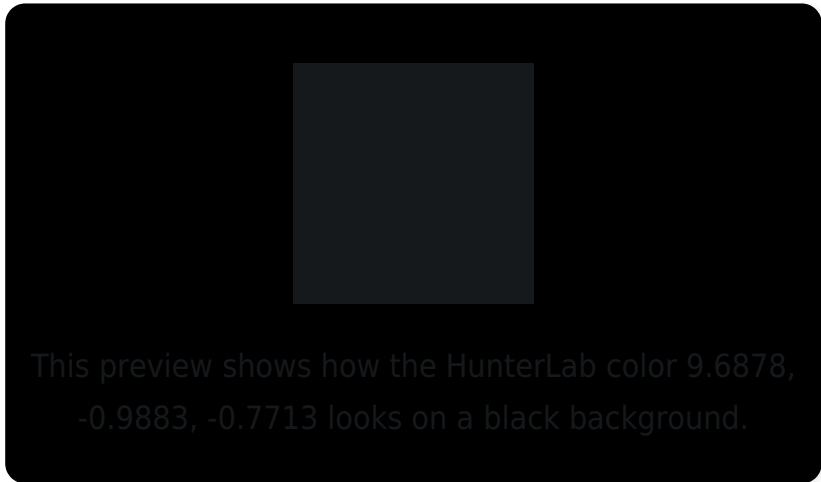 This preview shows how the HunterLab color 9.6878,
-0.9883, -0.7713 looks on a black background.